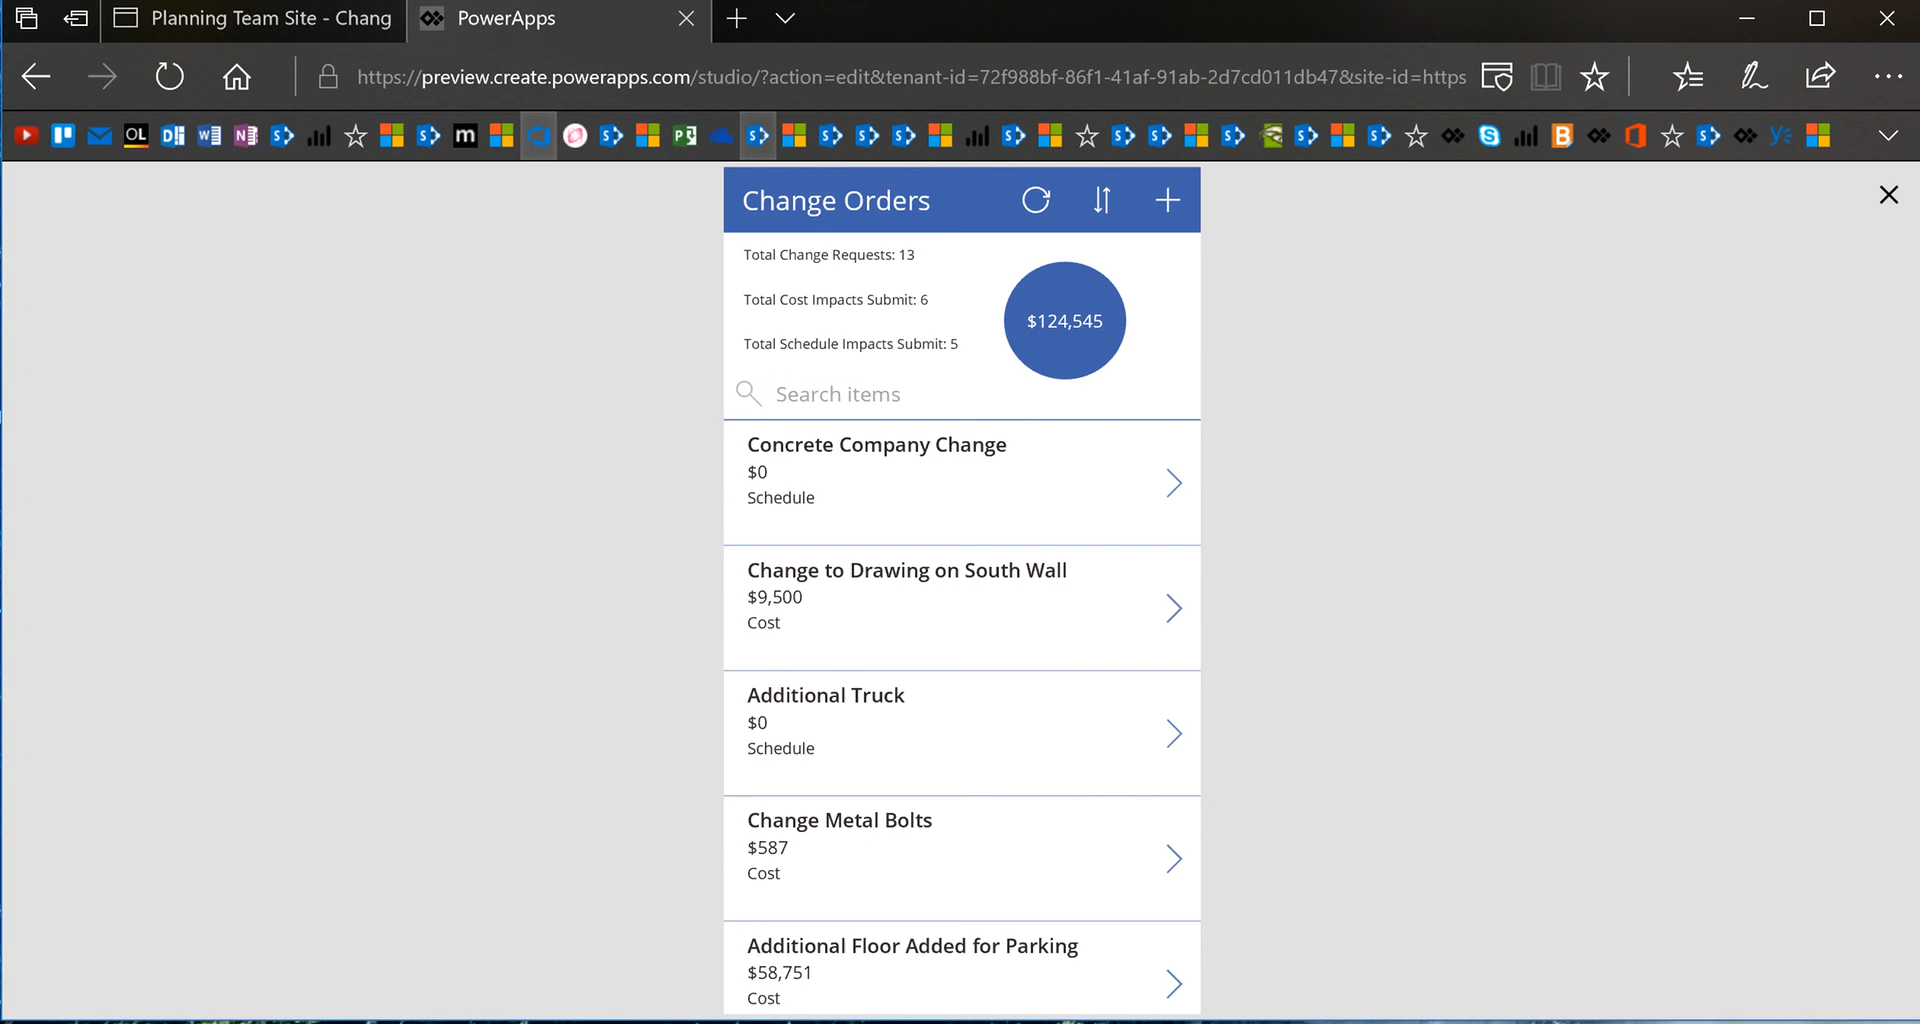 Planning Team Site - Chang
PowerApps
https://preview.create.powerapps.com/studio/?action=edit&tenant-id=72f988bf-86f1-41af-91ab-2d7cd011db47&site-id=https
OL
m
Change Orders
Total Change Requests: 13
Total Cost Impacts Submit: 6
Total Schedule Impacts Submit: 5
$124,545
Search items
Concrete Company Change
$0
Schedule
Change to Drawing on South Wall
$9,500
Cost
Additional Truck
$0
Schedule
Change Metal Bolts
$587
Cost
Additional Floor Added for Parking
$58,751
Cost